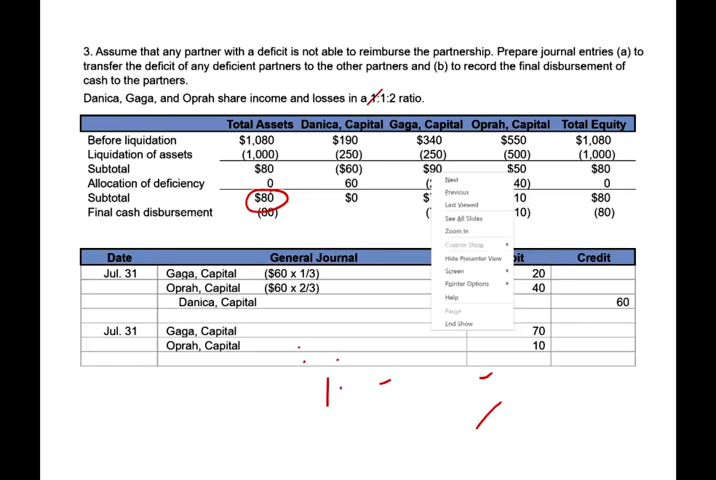 3. Assume that any partner with a deficit is not able to reimburse the partnership. Prepare journal entries (a) to
transfer the deficit of any deficient partners to the other partners and (b) to record the final disbursement of
cash to the partners.
Danica, Gaga, and Oprah share income and losses in a 1:1:2 ratio.
Total Assets Danica, Capital Gaga, Capital Oprah, Capital Total Equity
Before liquidation $1,080 $190 $340 $550 $1,080
Liquidation of assets (1,000) (250) (250) (500) (1,000)
Subtotal $80 ($60) $90 $50 $80
Allocation of deficiency 0 60 (2 40) 0
Subtotal $80 $0 $ 10 $80
Final cash disbursement (80) ( 10) (80)
Next
Previous
Last Viewed
See All Slides
Zoom In
Custom Show
Hide Presenter View
Screen
Pointer Options
Help
Pause
End Show
Date General Journal bit Credit
Jul. 31 Gaga, Capital ($60 x 1/3) 20
Oprah, Capital ($60 x 2/3) 40
Danica, Capital 60
Jul. 31 Gaga, Capital 70
Oprah, Capital 10